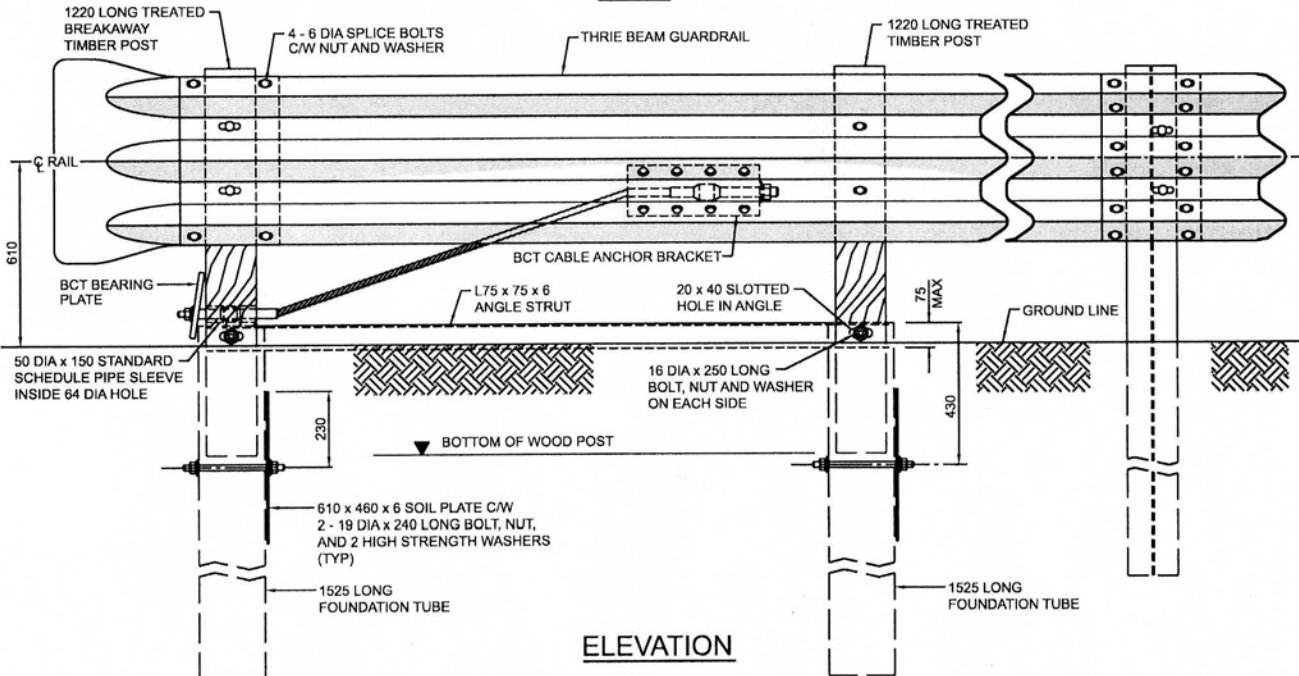 1220 LONG TREATED
BREAKAWAY
TIMBER POST
4 - 6 DIA SPLICE BOLTS
C/W NUT AND WASHER
THRIE BEAM GUARDRAIL
1220 LONG TREATED
TIMBER POST
℄ RAIL
610
BCT CABLE ANCHOR BRACKET
BCT BEARING
PLATE
L75 x 75 x 6
ANGLE STRUT
20 x 40 SLOTTED
HOLE IN ANGLE
75
MAX
GROUND LINE
50 DIA x 150 STANDARD
SCHEDULE PIPE SLEEVE
INSIDE 64 DIA HOLE
16 DIA x 250 LONG
BOLT, NUT AND WASHER
ON EACH SIDE
230
430
BOTTOM OF WOOD POST
610 x 460 x 6 SOIL PLATE C/W
2 - 19 DIA x 240 LONG BOLT, NUT,
AND 2 HIGH STRENGTH WASHERS
(TYP)
1525 LONG
FOUNDATION TUBE
1525 LONG
FOUNDATION TUBE
ELEVATION